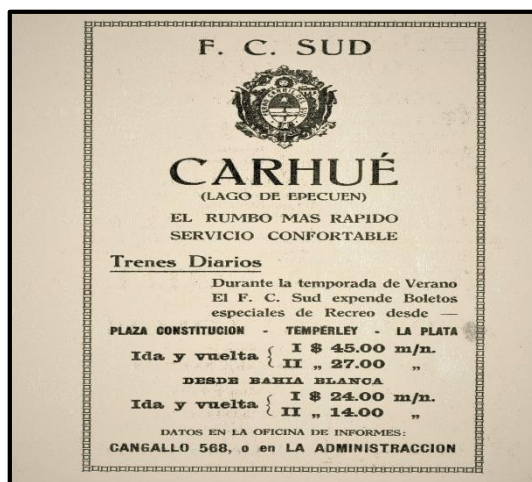 F. C. SUD
CARHUÉ
(LAGO DE EPECUEN)
EL RUMBO MAS RAPIDO
SERVICIO CONFORTABLE
Trenes Diarios
Durante la temporada de Verano
El F. C. Sud expende Boletos
especiales de Recreo desde —
PLAZA CONSTITUCION - TEMPERLEY - LA PLATA
Ida y vuelta { I $ 45.00 m/n.
II „ 27.00 „
DESDE BAHIA BLANCA
Ida y vuelta { I $ 24.00 m/n.
II „ 14.00 „
DATOS EN LA OFICINA DE INFORMES:
CANGALLO 568, o en LA ADMINISTRACCION